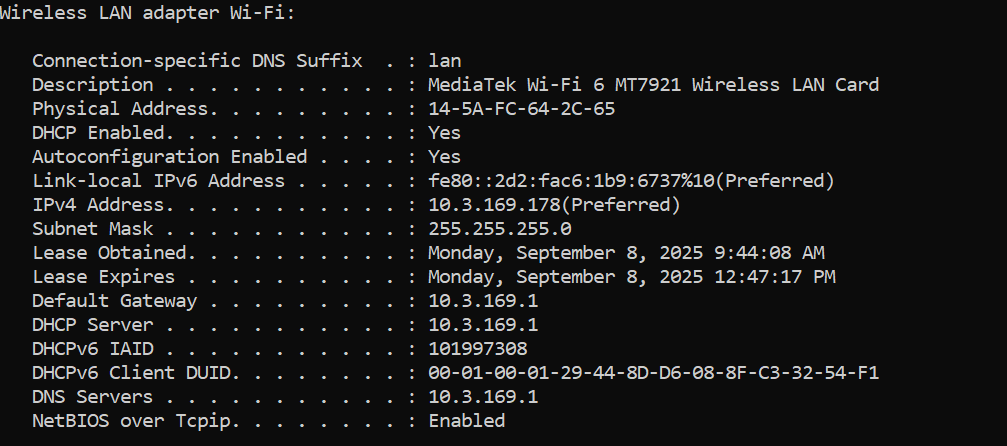 Wireless LAN adapter Wi-Fi:
Connection-specific DNS Suffix  . : lan
Description . . . . . . . . . . . : MediaTek Wi-Fi 6 MT7921 Wireless LAN Card
Physical Address. . . . . . . . . : 14-5A-FC-64-2C-65
DHCP Enabled. . . . . . . . . . . : Yes
Autoconfiguration Enabled . . . . : Yes
Link-local IPv6 Address . . . . . : fe80::2d2:fac6:1b9:6737%10(Preferred)
IPv4 Address. . . . . . . . . . . : 10.3.169.178(Preferred)
Subnet Mask . . . . . . . . . . . : 255.255.255.0
Lease Obtained. . . . . . . . . . : Monday, September 8, 2025 9:44:08 AM
Lease Expires . . . . . . . . . . : Monday, September 8, 2025 12:47:17 PM
Default Gateway . . . . . . . . . : 10.3.169.1
DHCP Server . . . . . . . . . . . : 10.3.169.1
DHCPv6 IAID . . . . . . . . . . . : 101997308
DHCPv6 Client DUID. . . . . . . . : 00-01-00-01-29-44-8D-D6-08-8F-C3-32-54-F1
DNS Servers . . . . . . . . . . . : 10.3.169.1
NetBIOS over Tcpip. . . . . . . . : Enabled